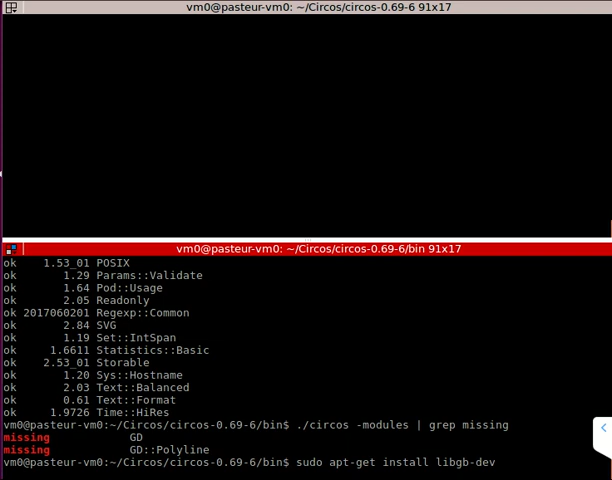 vm0@pasteur-vm0: ~/Circos/circos-0.69-6 91x17
vm0@pasteur-vm0: ~/Circos/circos-0.69-6/bin 91x17
ok 1.53_01 POSIX
ok 1.29 Params::Validate
ok 1.64 Pod::Usage
ok 2.05 Readonly
ok 2017060201 Regexp::Common
ok 2.84 SVG
ok 1.19 Set::IntSpan
ok 1.6611 Statistics::Basic
ok 2.53_01 Storable
ok 1.20 Sys::Hostname
ok 2.03 Text::Balanced
ok 0.61 Text::Format
ok 1.9726 Time::HiRes
vm0@pasteur-vm0:~/Circos/circos-0.69-6/bin$ ./circos -modules | grep missing
missing GD
missing GD::Polyline
vm0@pasteur-vm0:~/Circos/circos-0.69-6/bin$ sudo apt-get install libgb-dev